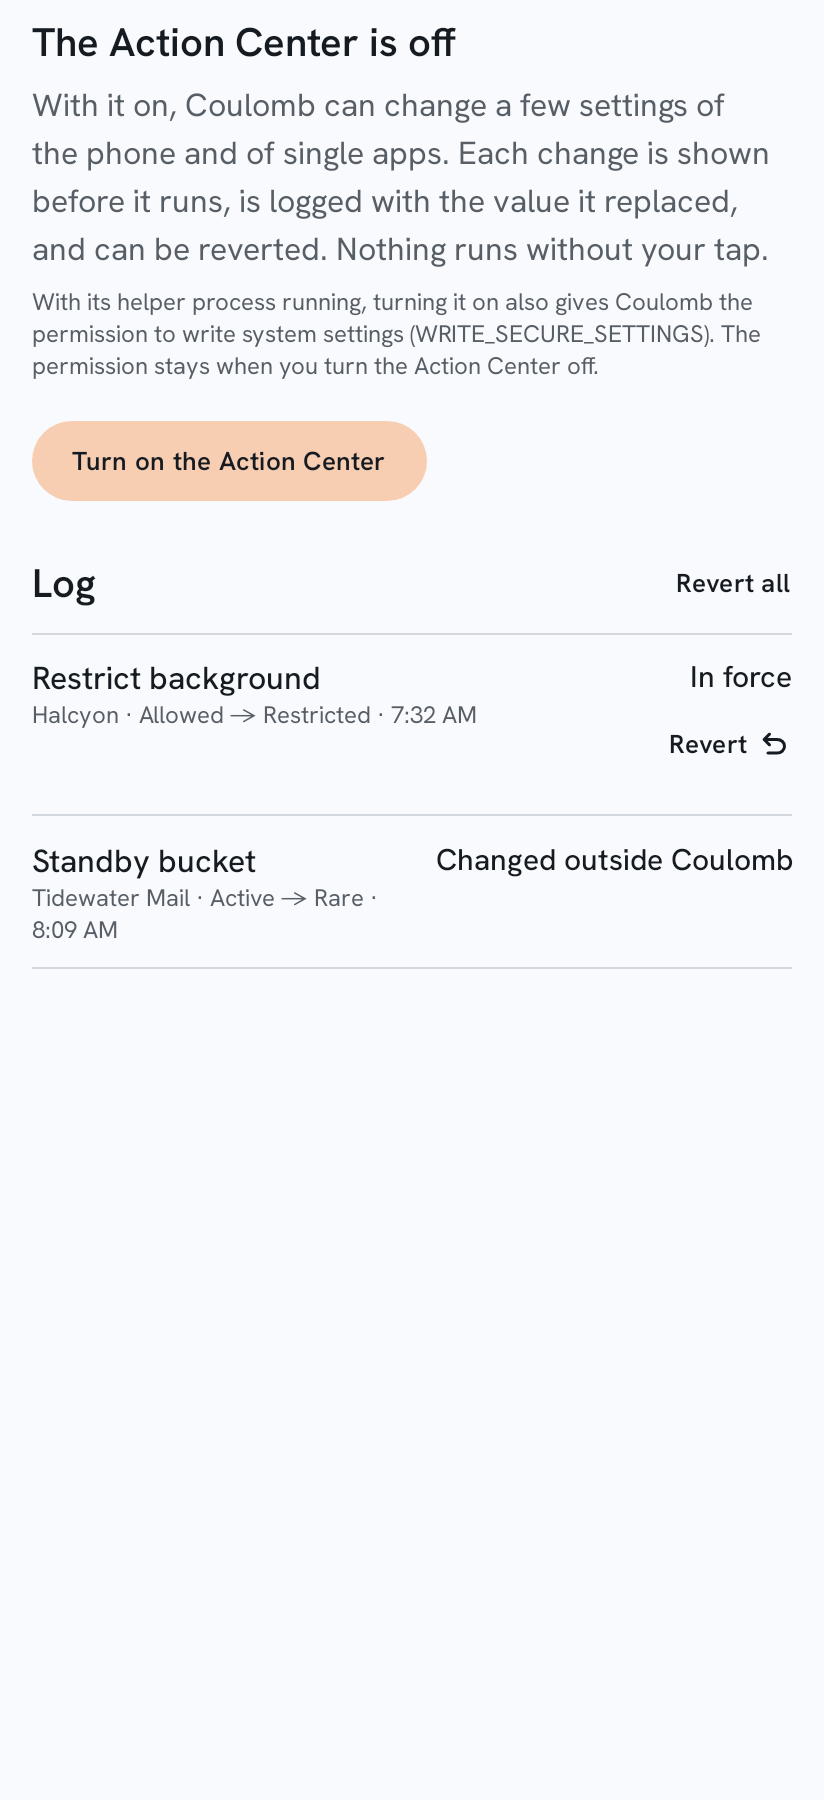 The Action Center is off
With it on, Coulomb can change a few settings of
the phone and of single apps. Each change is shown
before it runs, is logged with the value it replaced,
and can be reverted. Nothing runs without your tap.
With its helper process running, turning it on also gives Coulomb the
permission to write system settings (WRITE_SECURE_SETTINGS). The
permission stays when you turn the Action Center off.
Turn on the Action Center
Log
Revert all
Restrict background
In force
Halcyon · Allowed → Restricted · 7:32 AM
Revert
Standby bucket
Changed outside Coulomb
Tidewater Mail · Active → Rare ·
8:09 AM